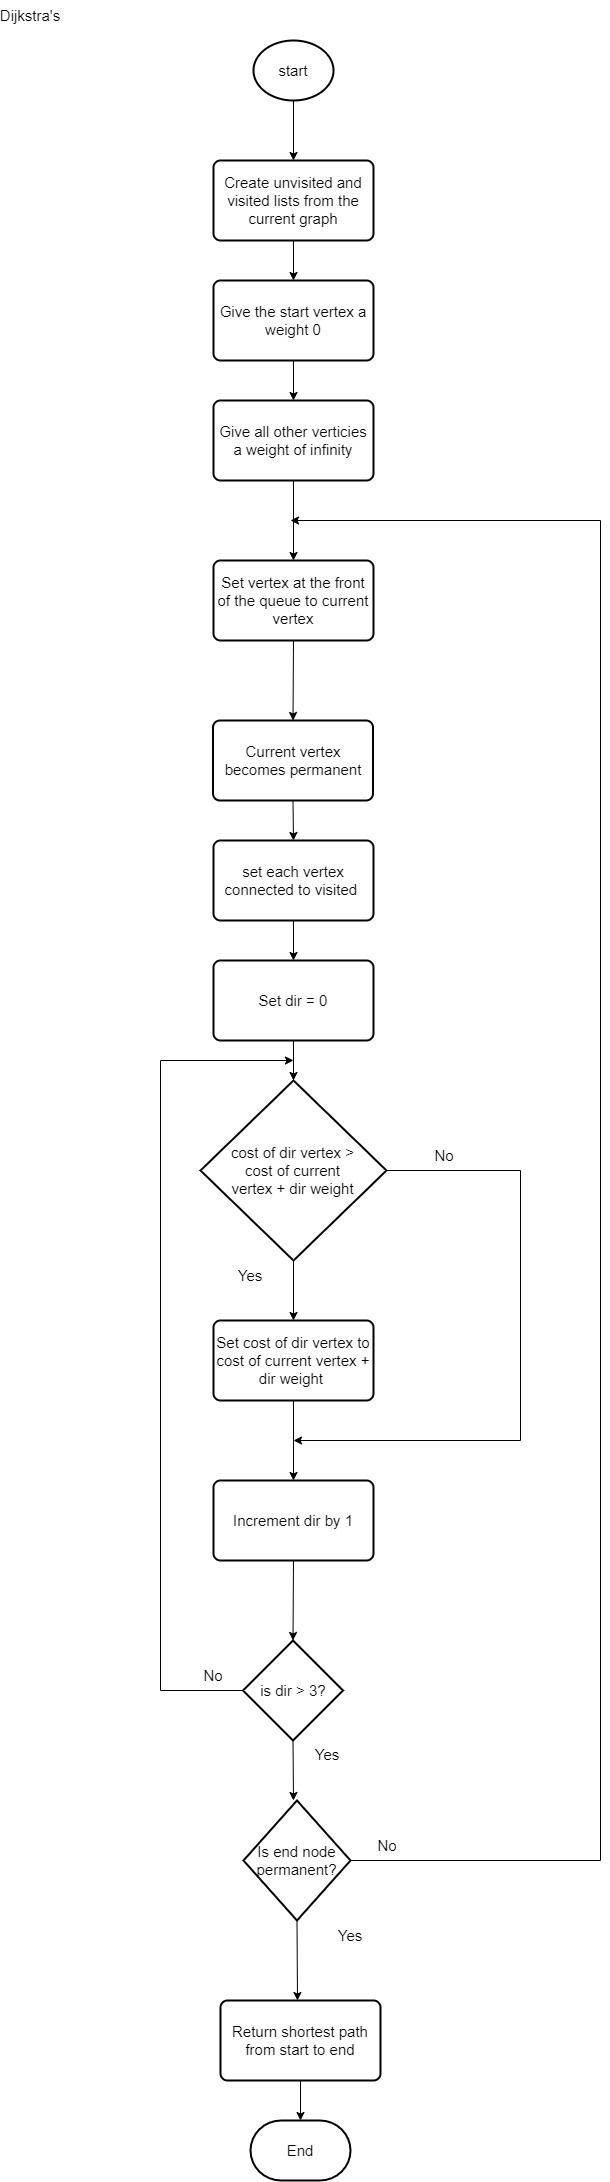 Dijkstra's
start
Create unvisited and
visited lists from the
current graph
Give the start vertex a
weight 0
Give all other verticies
a weight of infinity
Set vertex at the front
of the queue to current
vertex
Current vertex
becomes permanent
set each vertex
connected to visited
Set dir = 0
cost of dir vertex >
cost of current
vertex + dir weight
No
Yes
Set cost of dir vertex to
cost of current vertex +
dir weight
Increment dir by 1
No
is dir > 3?
Yes
Is end node
permanent?
No
Yes
Return shortest path
from start to end
End